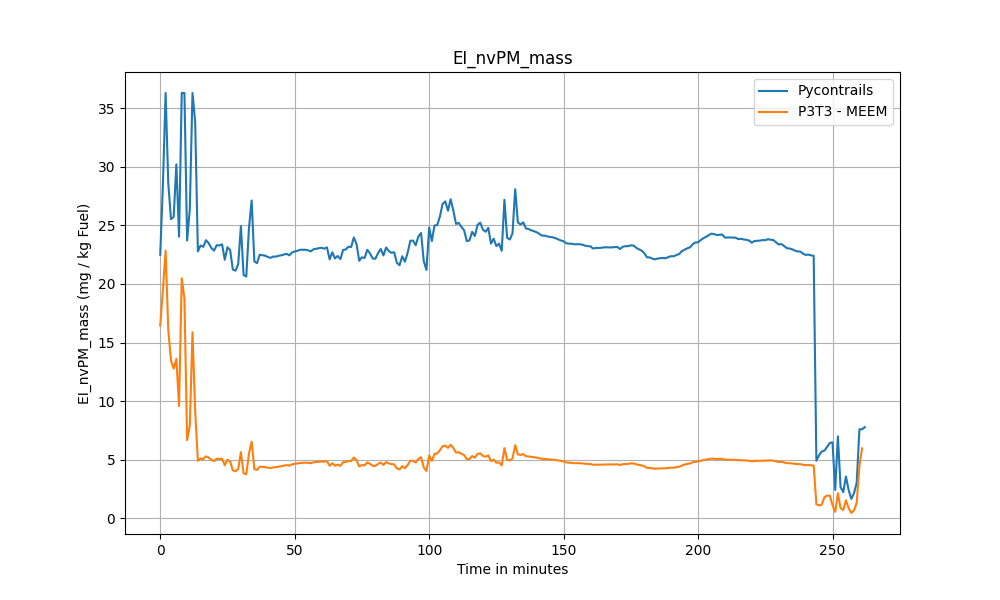 EI_nvPM_mass
Pycontrails
P3T3 - MEEM
EI_nvPM_mass (mg / kg Fuel)
35
30
25
20
15
10
5
0
0 50 100 150 200 250
Time in minutes